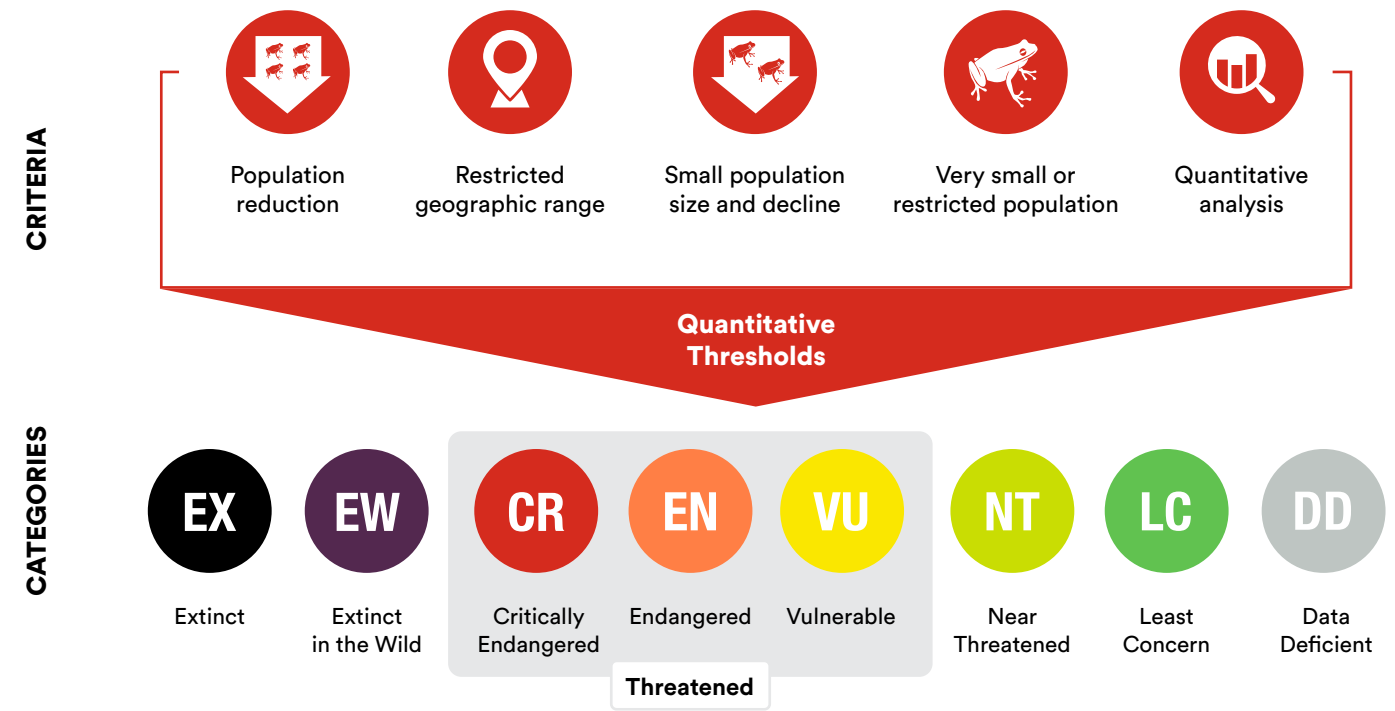 CRITERIA
Population
reduction
Restricted
geographic range
Small population
size and decline
Very small or
restricted population
Quantitative
analysis
Quantitative
Thresholds
CATEGORIES
EX
EW
CR
EN
VU
NT
LC
DD
Extinct
Extinct
in the Wild
Critically
Endangered
Endangered
Vulnerable
Near
Threatened
Least
Concern
Data
Deficient
Threatened